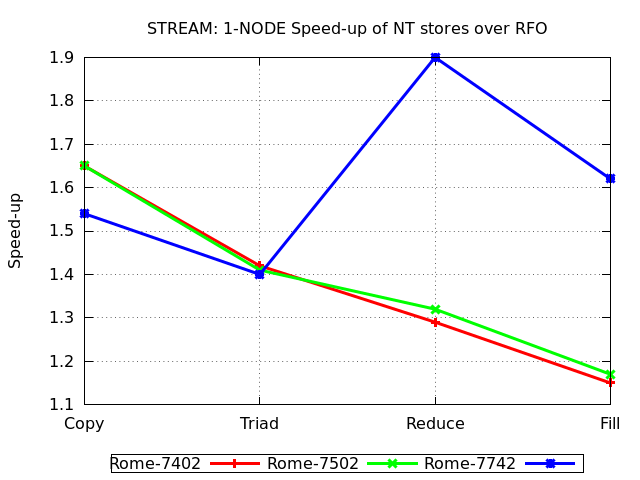 STREAM: 1-NODE Speed-up of NT stores over RFO
1.9
1.8
1.7
1.6
1.5
1.4
1.3
1.2
1.1
Speed-up
Copy Triad Reduce Fill
Rome-7402 Rome-7502 Rome-7742